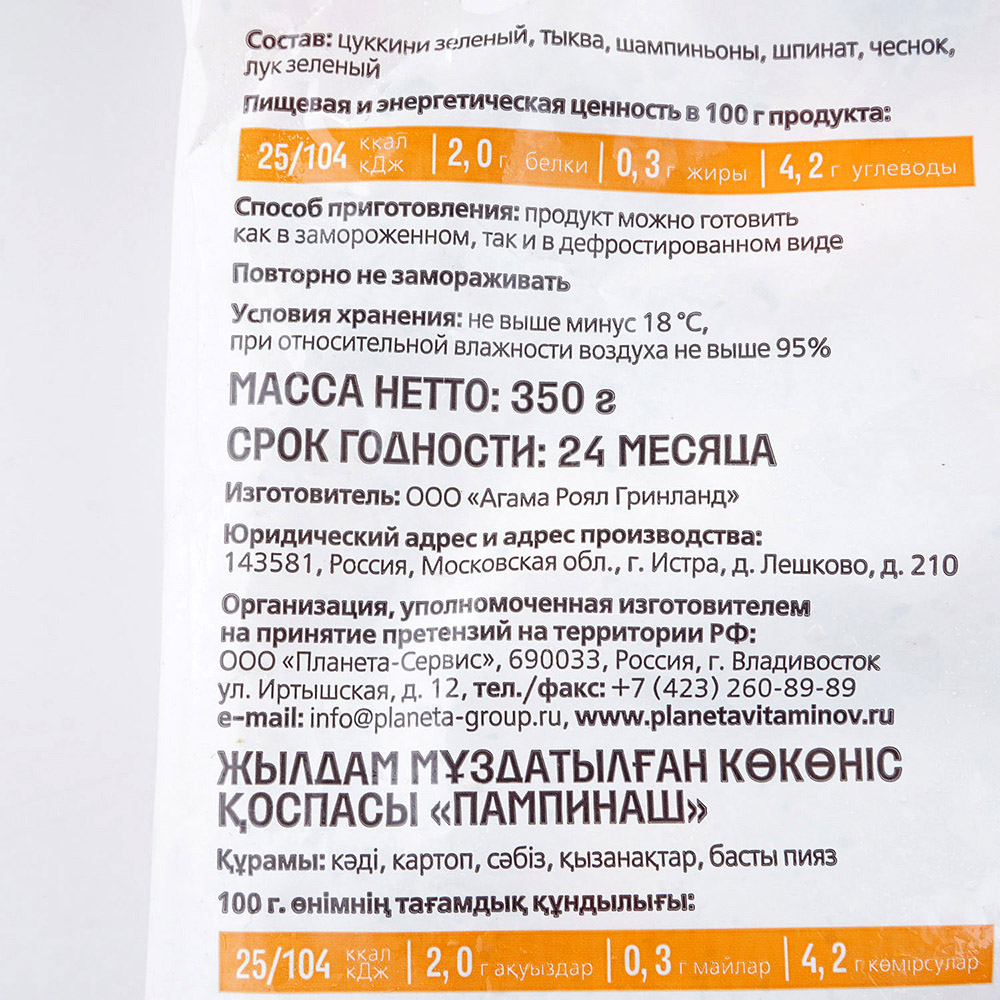 Состав: цуккини зеленый, тыква, шампиньоны, шпинат, чеснок,
лук зеленый
Пищевая и энергетическая ценность в 100 г продукта:
25/104 ккал кДж | 2,0 г белки | 0,3 г жиры | 4,2 г углеводы
Способ приготовления: продукт можно готовить
как в замороженном, так и в дефростированном виде
Повторно не замораживать
Условия хранения: не выше минус 18 °C,
при относительной влажности воздуха не выше 95%
МАССА НЕТТО: 350 г
СРОК ГОДНОСТИ: 24 МЕСЯЦА
Изготовитель: ООО «Агама Роял Гринланд»
Юридический адрес и адрес производства:
143581, Россия, Московская обл., г. Истра, д. Лешково, д. 210
Организация, уполномоченная изготовителем
на принятие претензий на территории РФ:
ООО «Планета-Сервис», 690033, Россия, г. Владивосток
ул. Иртышская, д. 12, тел./факс: +7 (423) 260-89-89
e-mail: info@planeta-group.ru, www.planetavitaminov.ru
ЖЫЛДАМ МҰЗДАТЫЛҒАН КӨКӨНІС
ҚОСПАСЫ «ПАМПИНАШ»
Құрамы: кәді, картоп, сәбіз, қызанақтар, басты пияз
100 г. өнімнің тағамдық құндылығы:
25/104 ккал кДж | 2,0 г ақуыздар | 0,3 г майлар | 4,2 г көмірсулар